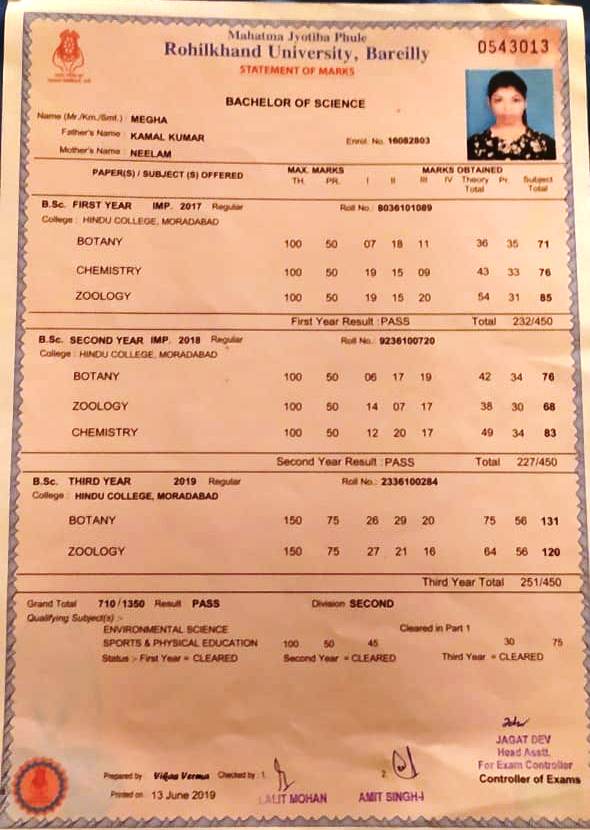 Mahatma Jyotiba Phule
Rohilkhand University, Bareilly
0543013
STATEMENT OF MARKS
BACHELOR OF SCIENCE
Name (Mr./Km./Smt.) : MEGHA
Father's Name : KAMAL KUMAR Enrol. No. 16082803
Mother's Name : NEELAM
PAPER(S) / SUBJECT (S) OFFERED MAX. MARKS MARKS OBTAINED
TH. PR. I II III IV Theory Total Pr. Subject Total
B.Sc. FIRST YEAR IMP. 2017 Regular Roll No.: 8036101089
College : HINDU COLLEGE, MORADABAD
BOTANY 100 50 07 18 11 36 35 71
CHEMISTRY 100 50 19 15 09 43 33 76
ZOOLOGY 100 50 19 15 20 54 31 85
First Year Result :PASS Total 232/450
B.Sc. SECOND YEAR IMP. 2018 Regular Roll No.: 9236100720
College : HINDU COLLEGE, MORADABAD
BOTANY 100 50 06 17 19 42 34 76
ZOOLOGY 100 50 14 07 17 38 30 68
CHEMISTRY 100 50 12 20 17 49 34 83
Second Year Result :PASS Total 227/450
B.Sc. THIRD YEAR 2019 Regular Roll No.: 2336100284
College : HINDU COLLEGE, MORADABAD
BOTANY 150 75 26 29 20 75 56 131
ZOOLOGY 150 75 27 21 16 64 56 120
Third Year Total 251/450
Grand Total 710/1350 Result PASS Division SECOND
Qualifying Subject(s) :-
ENVIRONMENTAL SCIENCE Cleared in Part 1
SPORTS & PHYSICAL EDUCATION 100 50 45 30 75
Status :- First Year = CLEARED Second Year = CLEARED Third Year = CLEARED
JAGAT DEV
Head Asstt.
For Exam Controller
Controller of Exams
Prepared by Vikas Verma Checked by : 1. 2.
Printed on 13 June 2019 LALIT MOHAN AMIT SINGH-I